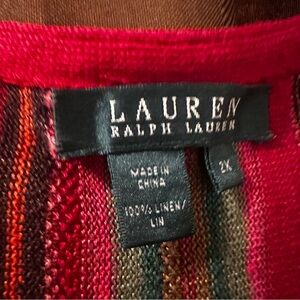 LAUREN
RALPH LAUREN
MADE IN
CHINA
100% LINEN/
LIN
2X